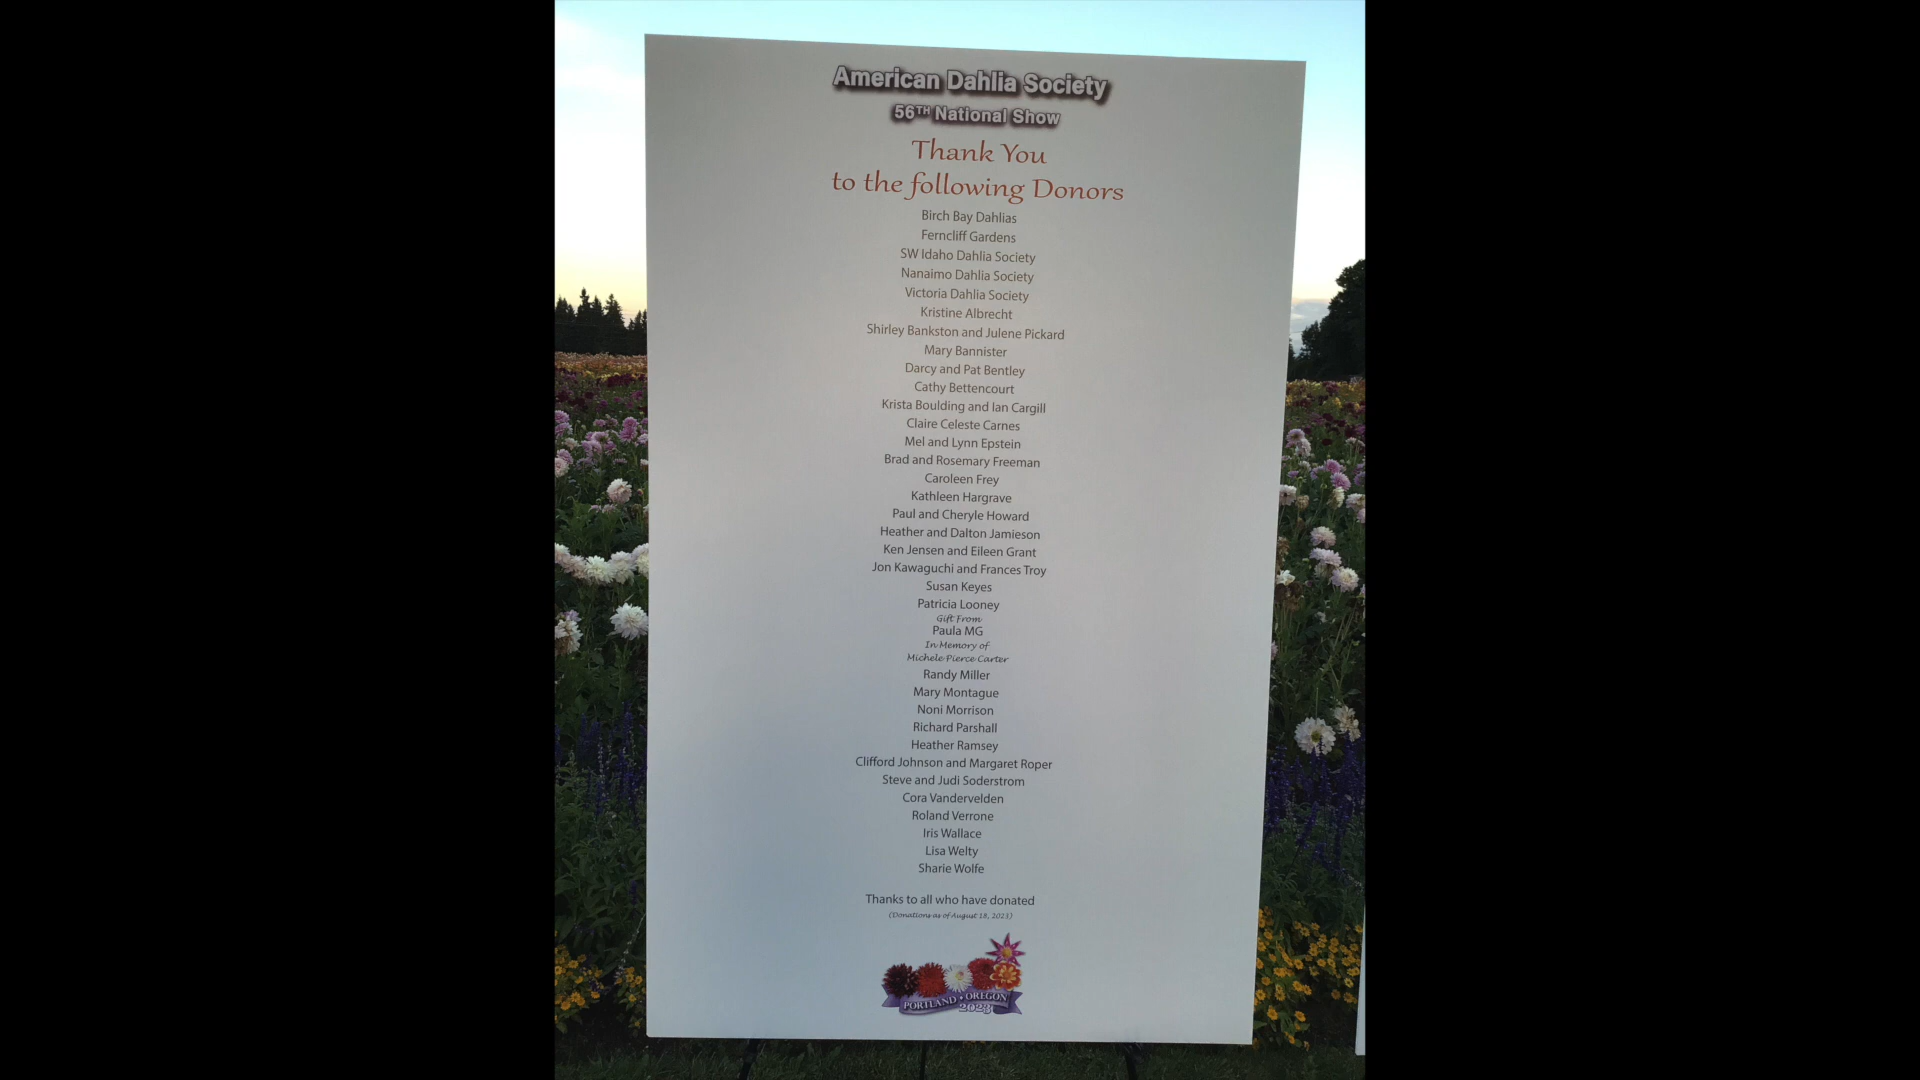 American Dahlia Society
56TH National Show
Thank You
to the following Donors
Birch Bay Dahlias
Ferncliff Gardens
SW Idaho Dahlia Society
Nanaimo Dahlia Society
Victoria Dahlia Society
Kristine Albrecht
Shirley Bankston and Julene Pickard
Mary Bannister
Darcy and Pat Bentley
Cathy Bettencourt
Krista Boulding and Ian Cargill
Claire Celeste Carnes
Mel and Lynn Epstein
Brad and Rosemary Freeman
Caroleen Frey
Kathleen Hargrave
Paul and Cheryle Howard
Heather and Dalton Jamieson
Ken Jensen and Eileen Grant
Jon Kawaguchi and Frances Troy
Susan Keyes
Patricia Looney
Gift From
Paula MG
In Memory of
Michele Pierce Carter
Randy Miller
Mary Montague
Noni Morrison
Richard Parshall
Heather Ramsey
Clifford Johnson and Margaret Roper
Steve and Judi Soderstrom
Cora Vandervelden
Roland Verrone
Iris Wallace
Lisa Welty
Sharie Wolfe
Thanks to all who have donated
(Donations as of August 18, 2023)
PORTLAND • OREGON
2023